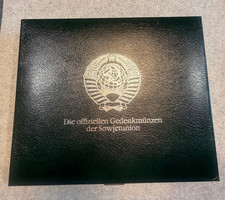 Die offiziellen Gedenkmünzen
der Sowjetunion